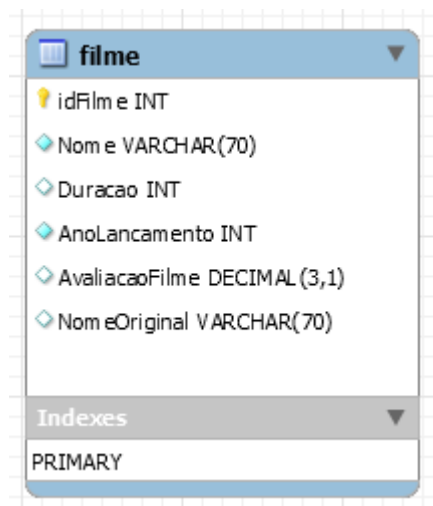 filme
idFilme INT
Nome VARCHAR(70)
Duracao INT
AnoLancamento INT
AvaliacaoFilme DECIMAL(3,1)
NomeOriginal VARCHAR(70)
Indexes
PRIMARY